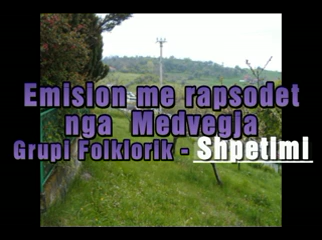 Emision me rapsodet
nga Medvegja
Grupi Folklorik - Shpetimi